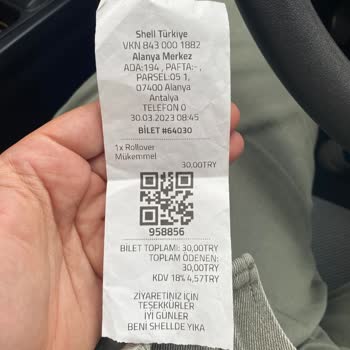 Shell Türkiye
VKN 843 000 1882
Alanya Merkez
ADA:194 , PAFTA:- ,
PARSEL:05 1,
07400 Alanya
Antalya
TELEFON 0
30.03.2023 08:45
BİLET #64030
1x Rollover
Mükemmel
30,00TRY
958856
BİLET TOPLAMI: 30,00TRY
TOPLAM ÖDENEN:
30,00TRY
KDV 18% 4,57TRY
ZİYARETİNİZ İÇİN
TEŞEKKÜRLER
İYİ GÜNLER
BENI SHELLDE YIKA